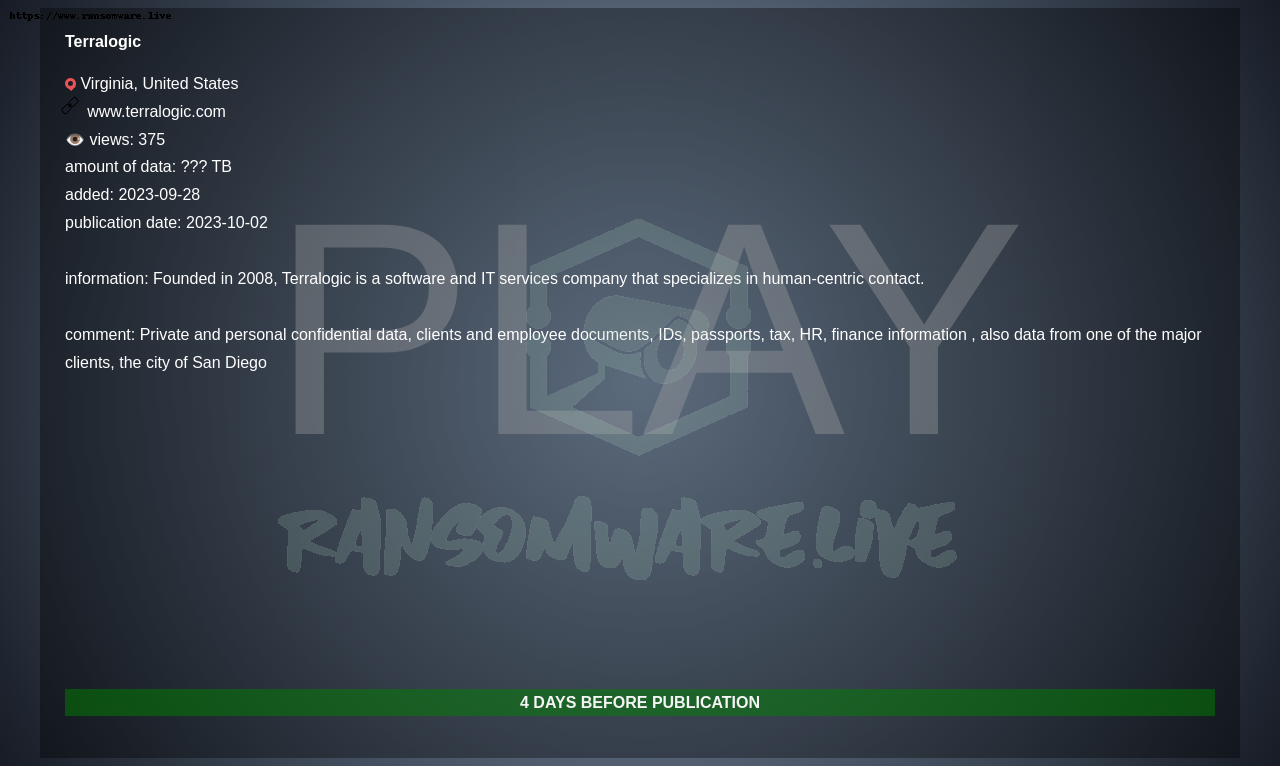 https://www.ransomware.live
Terralogic
Virginia, United States
www.terralogic.com
views: 375
amount of data: ??? TB
added: 2023-09-28
publication date: 2023-10-02
information: Founded in 2008, Terralogic is a software and IT services company that specializes in human-centric contact.
comment: Private and personal confidential data, clients and employee documents, IDs, passports, tax, HR, finance information , also data from one of the major
clients, the city of San Diego
PLAY
RANSOMWARE.LIVE
4 DAYS BEFORE PUBLICATION